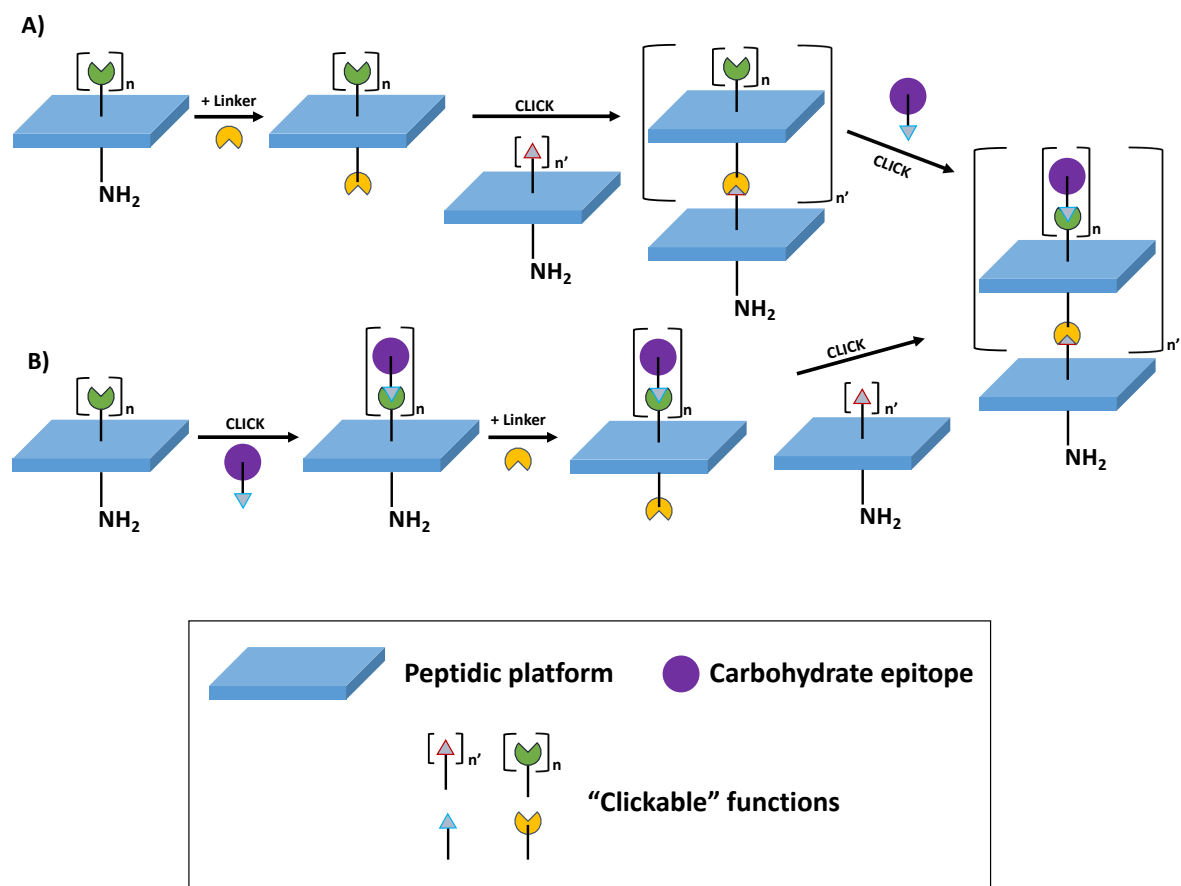 A)
n
NH2
+ Linker
n
CLICK
n'
NH2
n
n'
NH2
CLICK
n
n'
NH2
B)
n
NH2
CLICK
n
NH2
+ Linker
n
CLICK
n'
NH2
Peptidic platform
Carbohydrate epitope
n'
n
“Clickable” functions